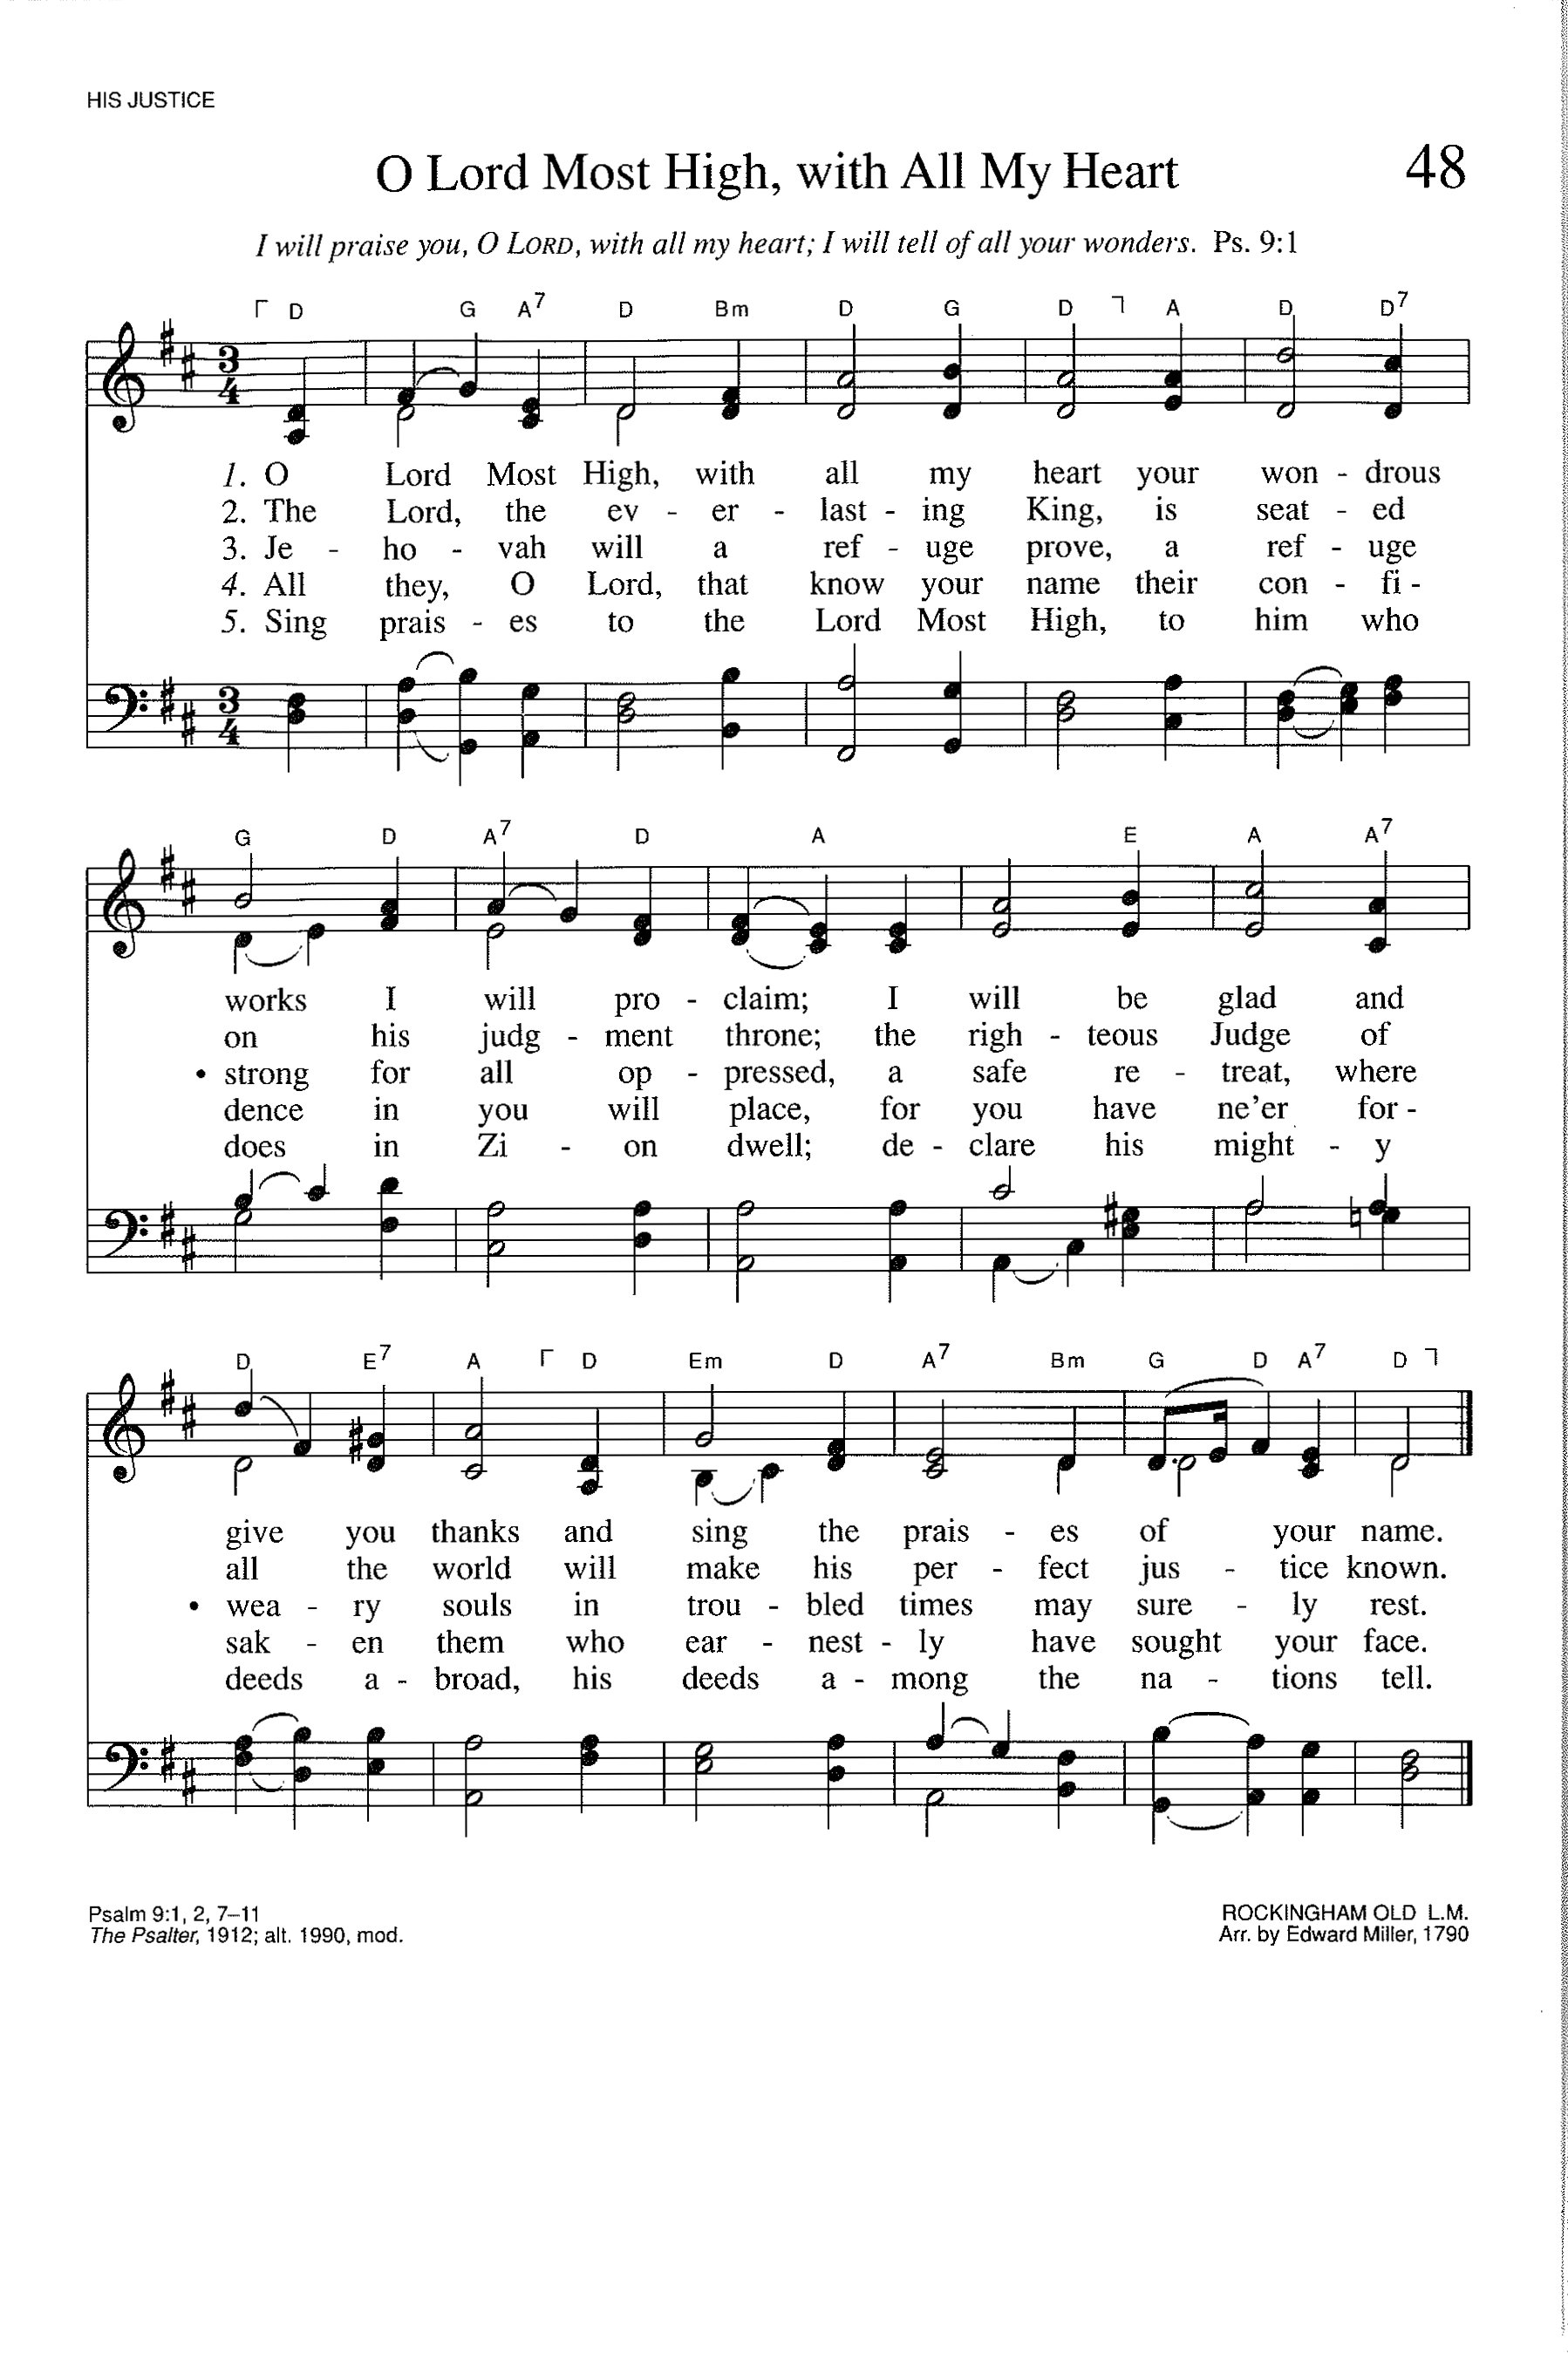 HIS JUSTICE
O Lord Most High, with All My Heart 48
I will praise you, O LORD, with all my heart; I will tell of all your wonders. Ps. 9:1
D G A7 D Bm D G D A D D7
3 4
1. O Lord Most High, with all my heart your won - drous
2. The Lord, the ev - er - last - ing King, is seat - ed
3. Je - ho - vah will a ref - uge prove, a ref - uge
4. All they, O Lord, that know your name their con - fi -
5. Sing prais - es to the Lord Most High, to him who
3 4
G D A7 D A E A A7
works I will pro - claim; I will be glad and
on his judg - ment throne; the righ - teous Judge of
• strong for all op - pressed, a safe re - treat, where
dence in you will place, for you have ne'er for -
does in Zi - on dwell; de - clare his might - y
D E7 A D Em D A7 Bm G D A7 D
give you thanks and sing the prais - es of your name.
all the world will make his per - fect jus - tice known.
• wea - ry souls in trou - bled times may sure - ly rest.
sak - en them who ear - nest - ly have sought your face.
deeds a - broad, his deeds a - mong the na - tions tell.
Psalm 9:1, 2, 7–11 ROCKINGHAM OLD L.M.
The Psalter, 1912; alt. 1990, mod. Arr. by Edward Miller, 1790